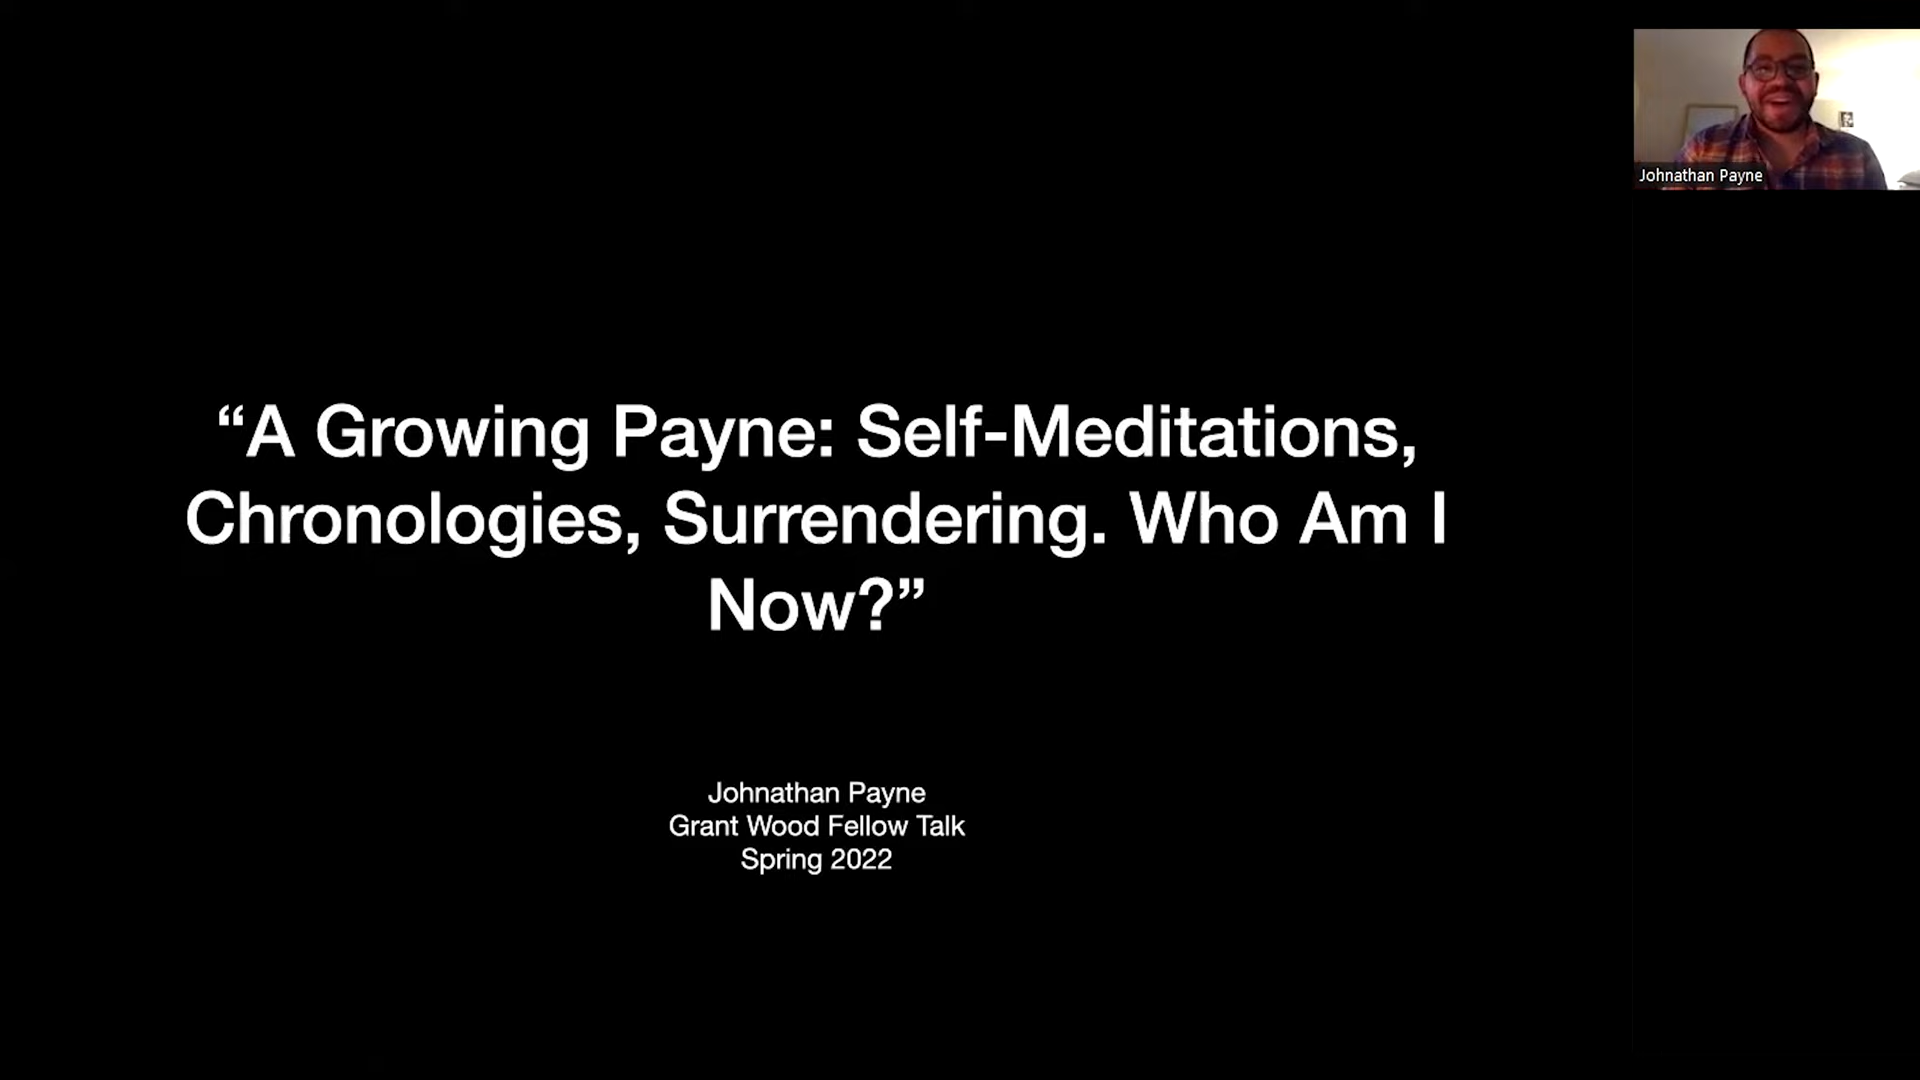 “A Growing Payne: Self-Meditations,
Chronologies, Surrendering. Who Am I
Now?”
Johnathan Payne
Grant Wood Fellow Talk
Spring 2022
Johnathan Payne